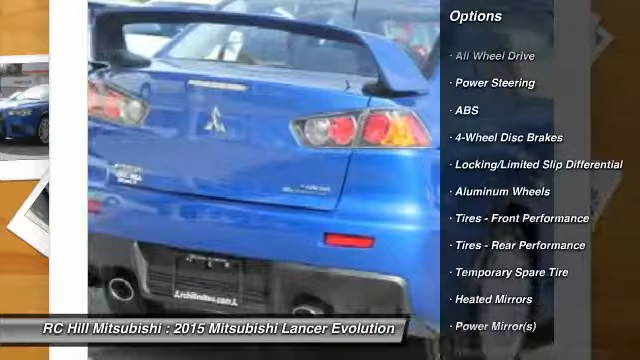 Options
· All Wheel Drive
· Power Steering
· ABS
· 4-Wheel Disc Brakes
· Locking/Limited Slip Differential
· Aluminum Wheels
· Tires - Front Performance
· Tires - Rear Performance
· Temporary Spare Tire
· Heated Mirrors
· Power Mirror(s)
RC Hill Mitsubishi : 2015 Mitsubishi Lancer Evolution